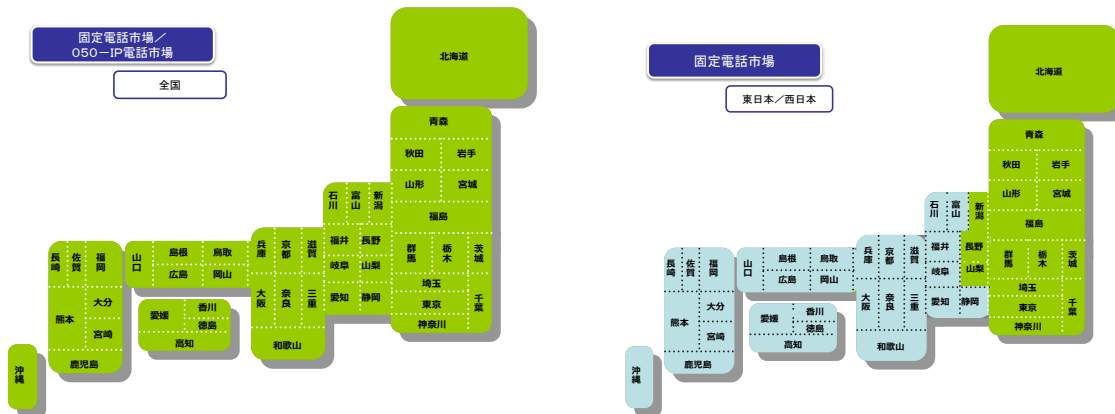 固定電話市場/
050-IP電話市場
全国
北海道
青森
秋田 岩手
山形 宮城
石川 富山 新潟
福島
福井 長野
群馬 栃木 茨城
岐阜 山梨
埼玉
愛知 静岡
東京 千葉
神奈川
兵庫 京都 滋賀
大阪 奈良 三重
和歌山
山口 島根 鳥取
広島 岡山
愛媛 香川
徳島
高知
長崎 佐賀 福岡
大分
熊本
宮崎
鹿児島
沖縄
固定電話市場
東日本/西日本
北海道
青森
秋田 岩手
山形 宮城
石川 富山 新潟
福島
福井 長野
群馬 栃木 茨城
岐阜 山梨
埼玉
愛知 静岡
東京 千葉
神奈川
兵庫 京都 滋賀
大阪 奈良 三重
和歌山
山口 島根 鳥取
広島 岡山
愛媛 香川
徳島
高知
長崎 佐賀 福岡
大分
熊本
宮崎
鹿児島
沖縄